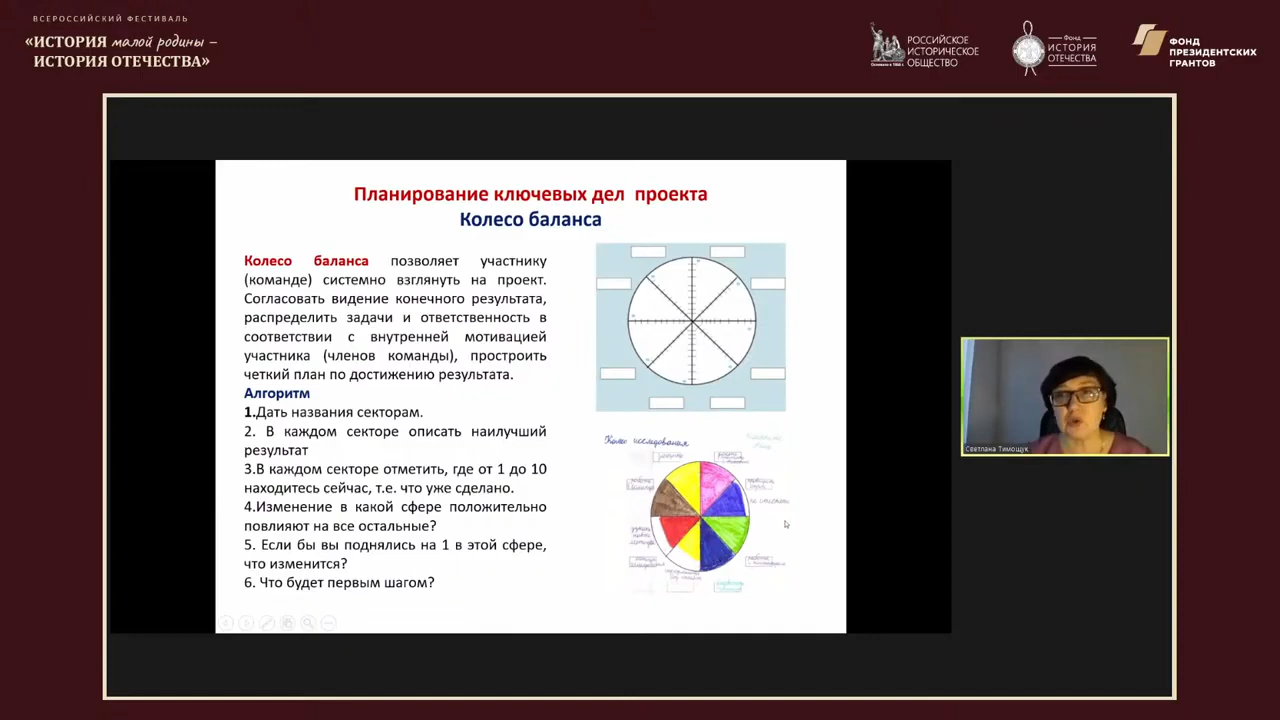 ВСЕРОССИЙСКИЙ ФЕСТИВАЛЬ
«ИСТОРИЯ малой родины –
ИСТОРИЯ ОТЕЧЕСТВА»
РОССИЙСКОЕ
ИСТОРИЧЕСКОЕ
ОБЩЕСТВО
Фонд
ИСТОРИЯ
ОТЕЧЕСТВА
ФОНД
ПРЕЗИДЕНТСКИХ
ГРАНТОВ
Планирование ключевых дел проекта
Колесо баланса
Колесо баланса позволяет участнику
(команде) системно взглянуть на проект.
Согласовать видение конечного результата,
распределить задачи и ответственность в
соответствии с внутренней мотивацией
участника (членов команды), простроить
четкий план по достижению результата.
Алгоритм
1.Дать названия секторам.
2. В каждом секторе описать наилучший
результат
3.В каждом секторе отметить, где от 1 до 10
находитесь сейчас, т.е. что уже сделано.
4.Изменение в какой сфере положительно
повлияют на все остальные?
5. Если бы вы поднялись на 1 в этой сфере,
что изменится?
6. Что будет первым шагом?
Колесо исследования
Светлана Тимощук